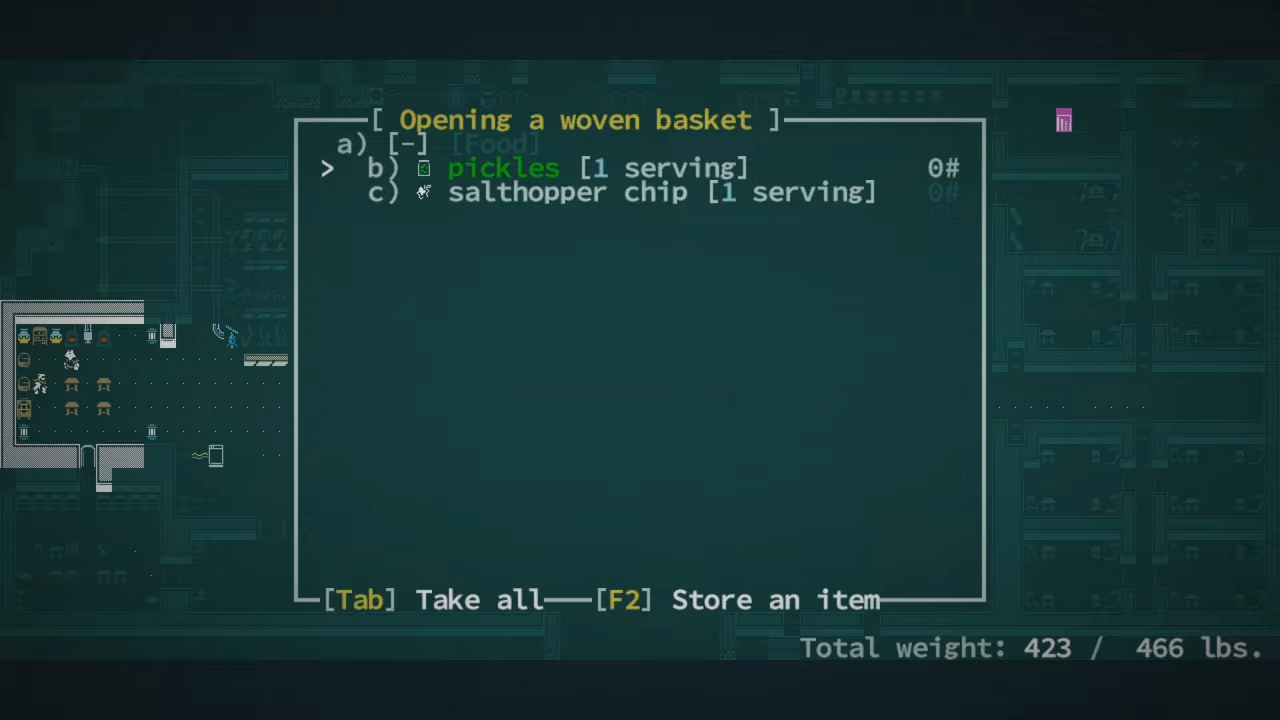 [ Opening a woven basket ]
a) [-] [Food]
> b) pickles [1 serving] 0#
c) salthopper chip [1 serving] 0#
[Tab] Take all [F2] Store an item
Total weight: 423 / 466 lbs.